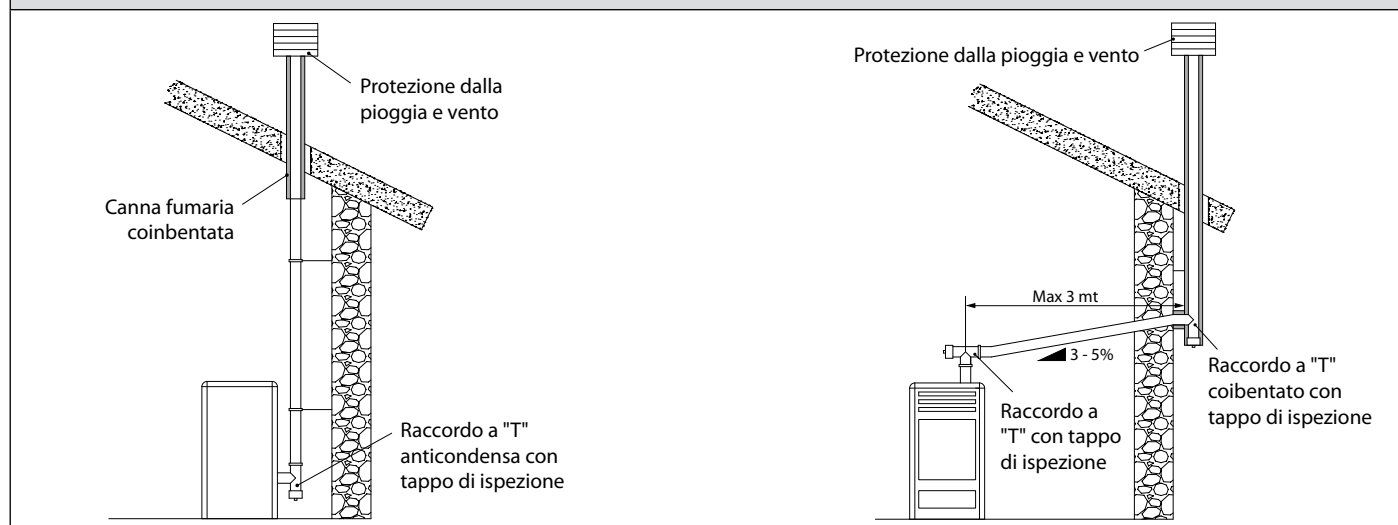 Protezione dalla
pioggia e vento
Canna fumaria
coinbentata
Raccordo a "T"
anticondensa con
tappo di ispezione
Protezione dalla pioggia e vento
Max 3 mt
3 - 5%
Raccordo a
"T" con tappo
di ispezione
Raccordo a "T"
coibentato con
tappo di ispezione